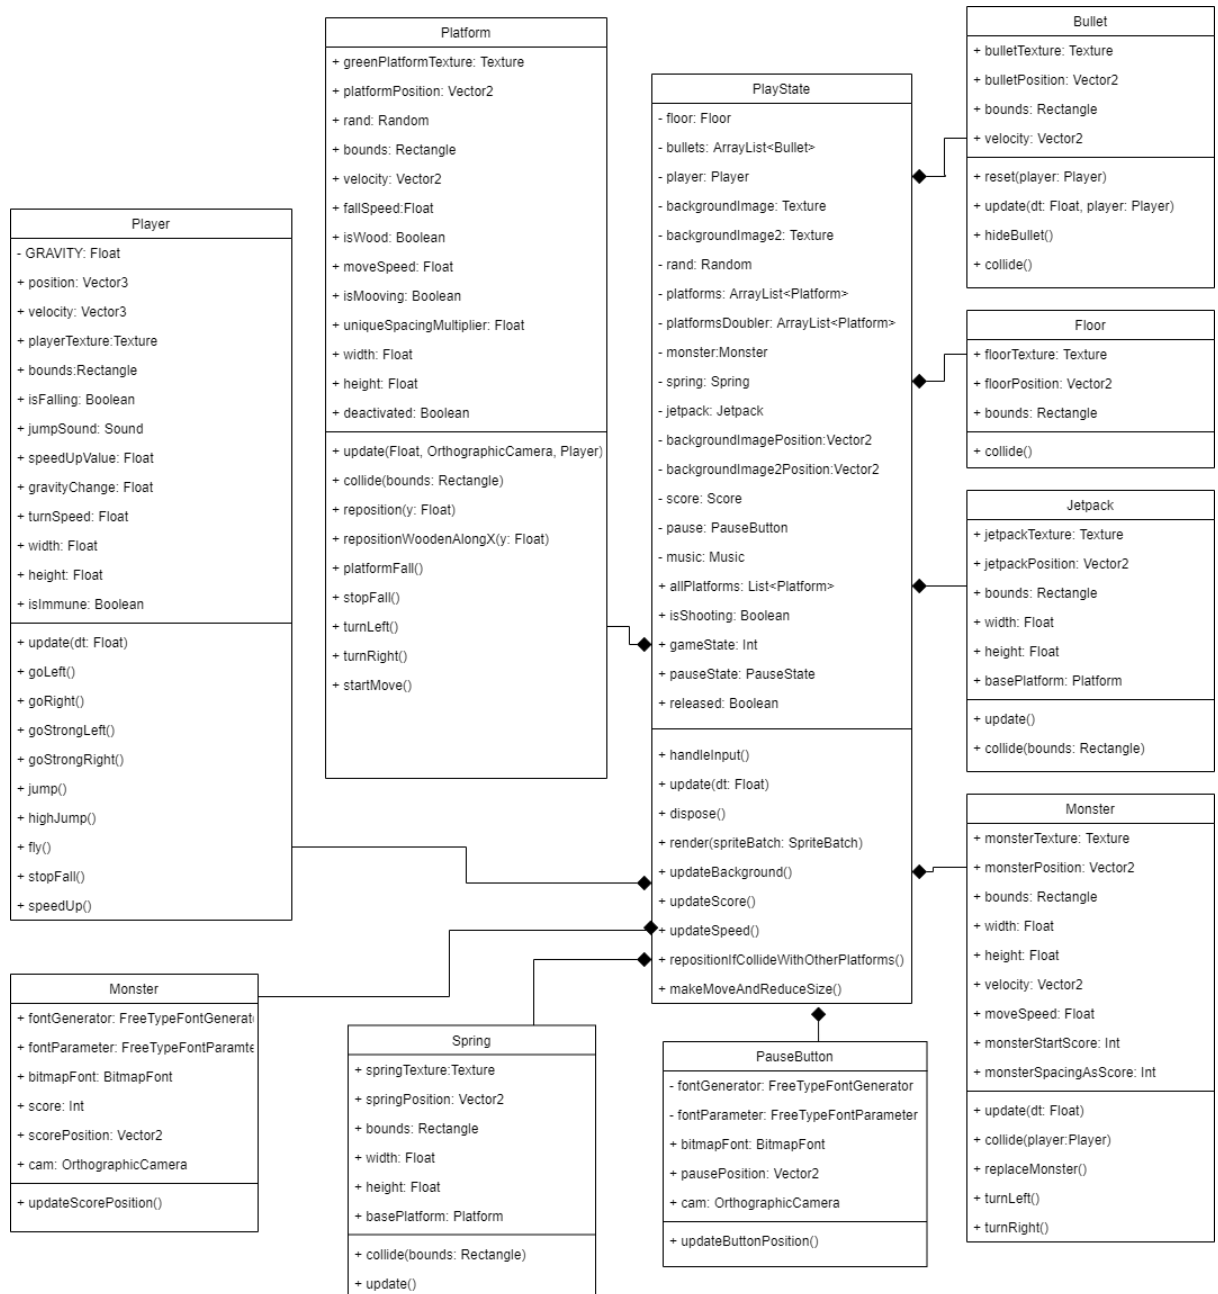 Platform
+ greenPlatformTexture: Texture
+ platformPosition: Vector2
+ rand: Random
+ bounds: Rectangle
+ velocity: Vector2
+ fallSpeed:Float
+ isWood: Boolean
+ moveSpeed: Float
+ isMooving: Boolean
+ uniqueSpacingMultiplier: Float
+ width: Float
+ height: Float
+ deactivated: Boolean
+ update(Float, OrthographicCamera, Player)
+ collide(bounds: Rectangle)
+ reposition(y: Float)
+ repositionWoodenAlongX(y: Float)
+ platformFall()
+ stopFall()
+ turnLeft()
+ turnRight()
+ startMove()
Player
- GRAVITY: Float
+ position: Vector3
+ velocity: Vector3
+ playerTexture:Texture
+ bounds:Rectangle
+ isFalling: Boolean
+ jumpSound: Sound
+ speedUpValue: Float
+ gravityChange: Float
+ turnSpeed: Float
+ width: Float
+ height: Float
+ isImmune: Boolean
+ update(dt: Float)
+ goLeft()
+ goRight()
+ goStrongLeft()
+ goStrongRight()
+ jump()
+ highJump()
+ fly()
+ stopFall()
+ speedUp()
PlayState
- floor: Floor
- bullets: ArrayList<Bullet>
- player: Player
- backgroundImage: Texture
- backgroundImage2: Texture
- rand: Random
- platforms: ArrayList<Platform>
- platformsDoubler: ArrayList<Platform>
- monster:Monster
- spring: Spring
- jetpack: Jetpack
- backgroundImagePosition:Vector2
- backgroundImage2Position:Vector2
- score: Score
- pause: PauseButton
- music: Music
+ allPlatforms: List<Platform>
+ isShooting: Boolean
+ gameState: Int
+ pauseState: PauseState
+ released: Boolean
+ handleInput()
+ update(dt: Float)
+ dispose()
+ render(spriteBatch: SpriteBatch)
+ updateBackground()
+ updateScore()
+ updateSpeed()
+ repositionIfCollideWithOtherPlatforms()
+ makeMoveAndReduceSize()
Bullet
+ bulletTexture: Texture
+ bulletPosition: Vector2
+ bounds: Rectangle
+ velocity: Vector2
+ reset(player: Player)
+ update(dt: Float, player: Player)
+ hideBullet()
+ collide()
Floor
+ floorTexture: Texture
+ floorPosition: Vector2
+ bounds: Rectangle
+ collide()
Jetpack
+ jetpackTexture: Texture
+ jetpackPosition: Vector2
+ bounds: Rectangle
+ width: Float
+ height: Float
+ basePlatform: Platform
+ update()
+ collide(bounds: Rectangle)
Monster
+ monsterTexture: Texture
+ monsterPosition: Vector2
+ bounds: Rectangle
+ width: Float
+ height: Float
+ velocity: Vector2
+ moveSpeed: Float
+ monsterStartScore: Int
+ monsterSpacingAsScore: Int
+ update(dt: Float)
+ collide(player:Player)
+ replaceMonster()
+ turnLeft()
+ turnRight()
Monster
+ fontGenerator: FreeTypeFontGenerat
+ fontParameter: FreeTypeFontParamte
+ bitmapFont: BitmapFont
+ score: Int
+ scorePosition: Vector2
+ cam: OrthographicCamera
+ updateScorePosition()
Spring
+ springTexture:Texture
+ springPosition: Vector2
+ bounds: Rectangle
+ width: Float
+ height: Float
+ basePlatform: Platform
+ collide(bounds: Rectangle)
+ update()
PauseButton
- fontGenerator: FreeTypeFontGenerator
- fontParameter: FreeTypeFontParameter
+ bitmapFont: BitmapFont
+ pausePosition: Vector2
+ cam: OrthographicCamera
+ updateButtonPosition()